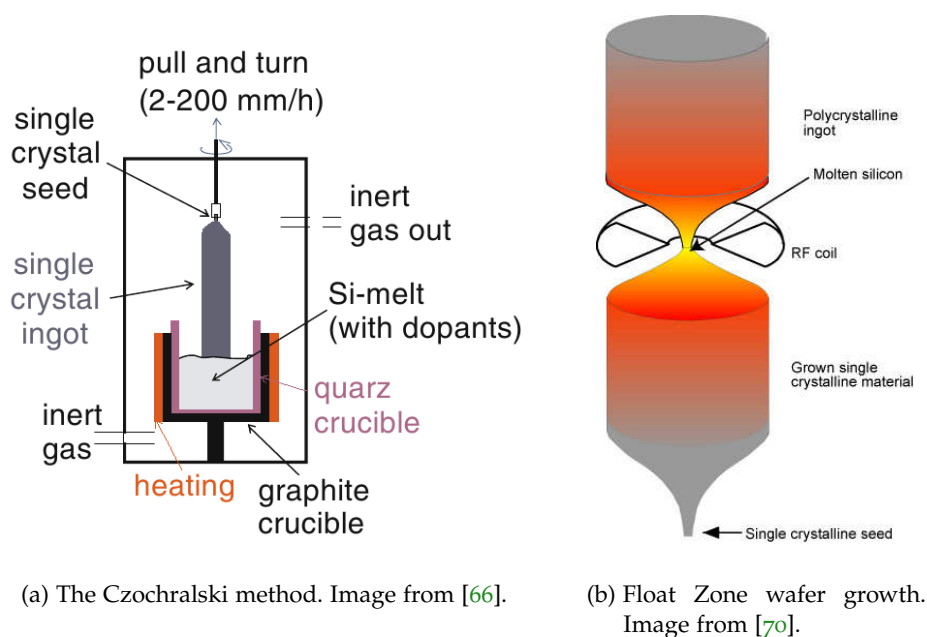 pull and turn
(2-200 mm/h)
single
crystal
seed
inert
gas out
single
crystal
ingot
Si-melt
(with dopants)
quarz
crucible
inert
gas
heating
graphite
crucible
(a) The Czochralski method. Image from [66].
Polycrystalline
ingot
Molten silicon
RF coil
Grown single
crystalline material
Single crystalline seed
(b) Float Zone wafer growth.
Image from [70].